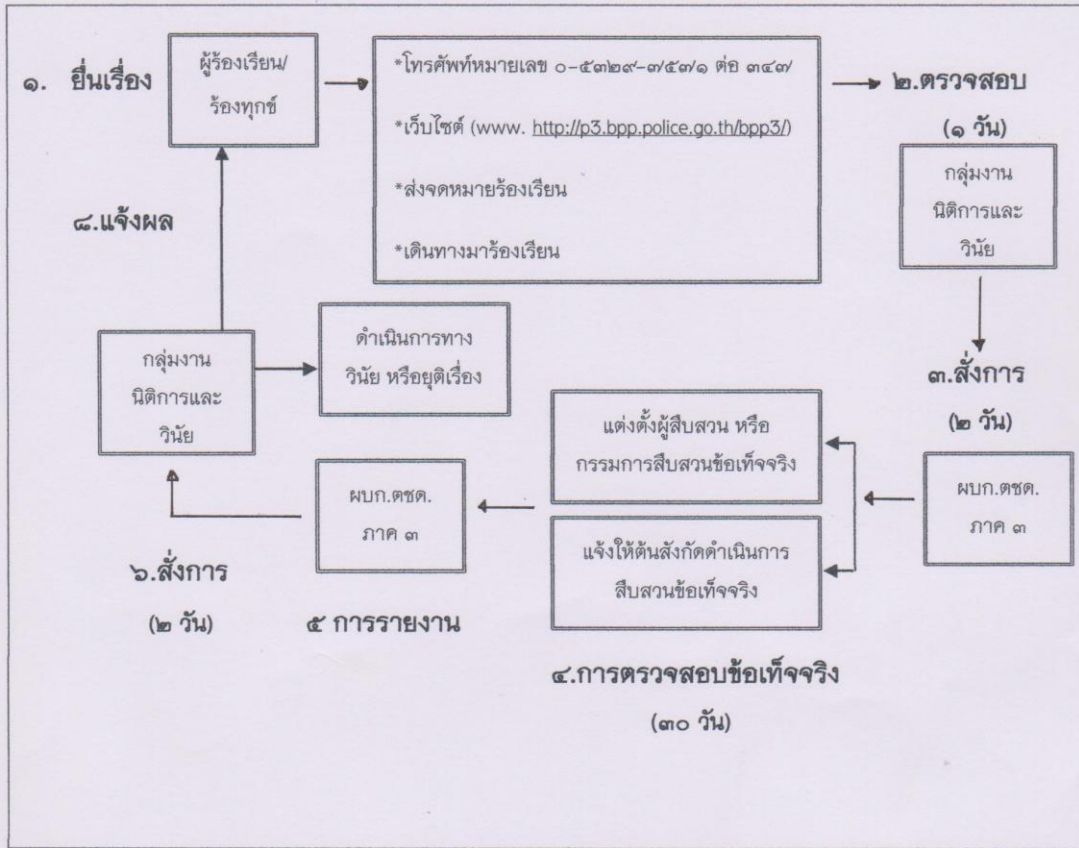 ๑. ยื่นเรื่อง
ผู้ร้องเรียน/
ร้องทุกข์
*โทรศัพท์หมายเลข ๐-๕๓๒๙-๗๕๗๑ ต่อ ๓๔๗
*เว็บไซต์ (www. http://p3.bpp.police.go.th/bpp3/)
*ส่งจดหมายร้องเรียน
*เดินทางมาร้องเรียน
๒.ตรวจสอบ
(๑ วัน)
กลุ่มงาน
นิติการและ
วินัย
๓.สั่งการ
(๒ วัน)
ผบก.ตชด.
ภาค ๓
แต่งตั้งผู้สืบสวน หรือ
กรรมการสืบสวนข้อเท็จจริง
แจ้งให้ต้นสังกัดดำเนินการ
สืบสวนข้อเท็จจริง
๔.การตรวจสอบข้อเท็จจริง
(๓๐ วัน)
ผบก.ตชด.
ภาค ๓
๕ การรายงาน
๖.สั่งการ
(๒ วัน)
กลุ่มงาน
นิติการและ
วินัย
ดำเนินการทาง
วินัย หรือยุติเรื่อง
๘.แจ้งผล